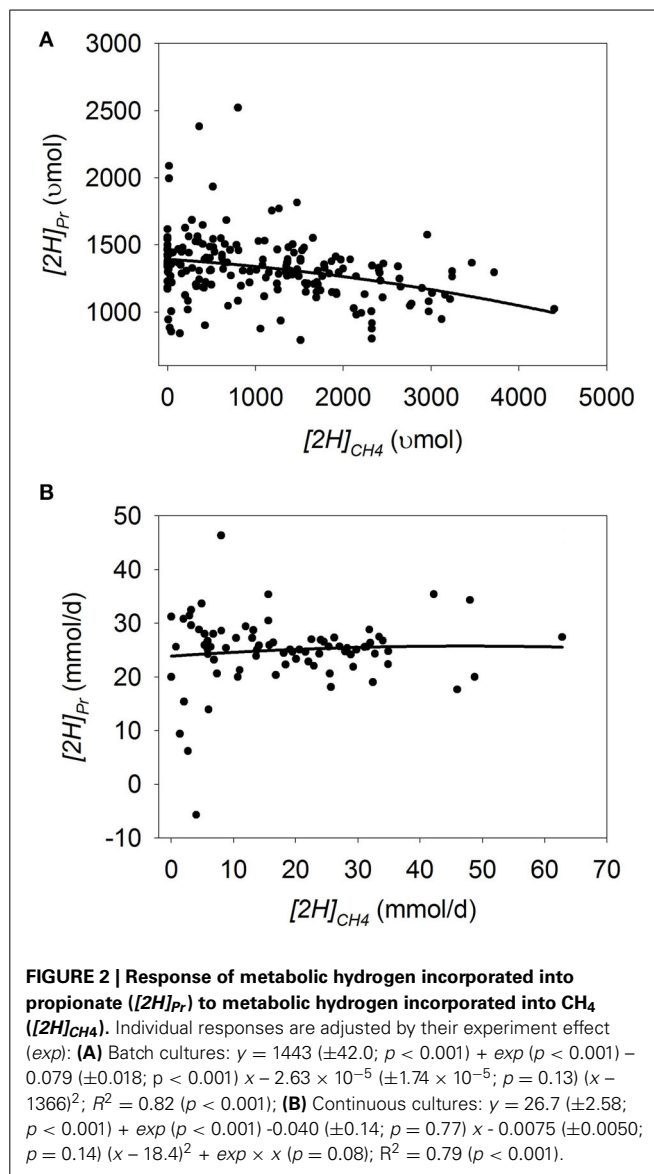 A
3000
2500
2000
1500
1000
[2H]Pr (υmol)
0 1000 2000 3000 4000 5000
[2H]CH4 (υmol)
B
50
40
30
20
10
0
-10
[2H]Pr (mmol/d)
0 10 20 30 40 50 60 70
[2H]CH4 (mmol/d)
FIGURE 2 | Response of metabolic hydrogen incorporated into
propionate ([2H]Pr) to metabolic hydrogen incorporated into CH4
([2H]CH4). Individual responses are adjusted by their experiment effect
(exp): (A) Batch cultures: y = 1443 (±42.0; p < 0.001) + exp (p < 0.001) –
0.079 (±0.018; p < 0.001) x – 2.63 × 10⁻⁵ (±1.74 × 10⁻⁵; p = 0.13) (x –
1366)²; R² = 0.82 (p < 0.001); (B) Continuous cultures: y = 26.7 (±2.58;
p < 0.001) + exp (p < 0.001) -0.040 (±0.14; p = 0.77) x - 0.0075 (±0.0050;
p = 0.14) (x – 18.4)² + exp × x (p = 0.08); R² = 0.79 (p < 0.001).